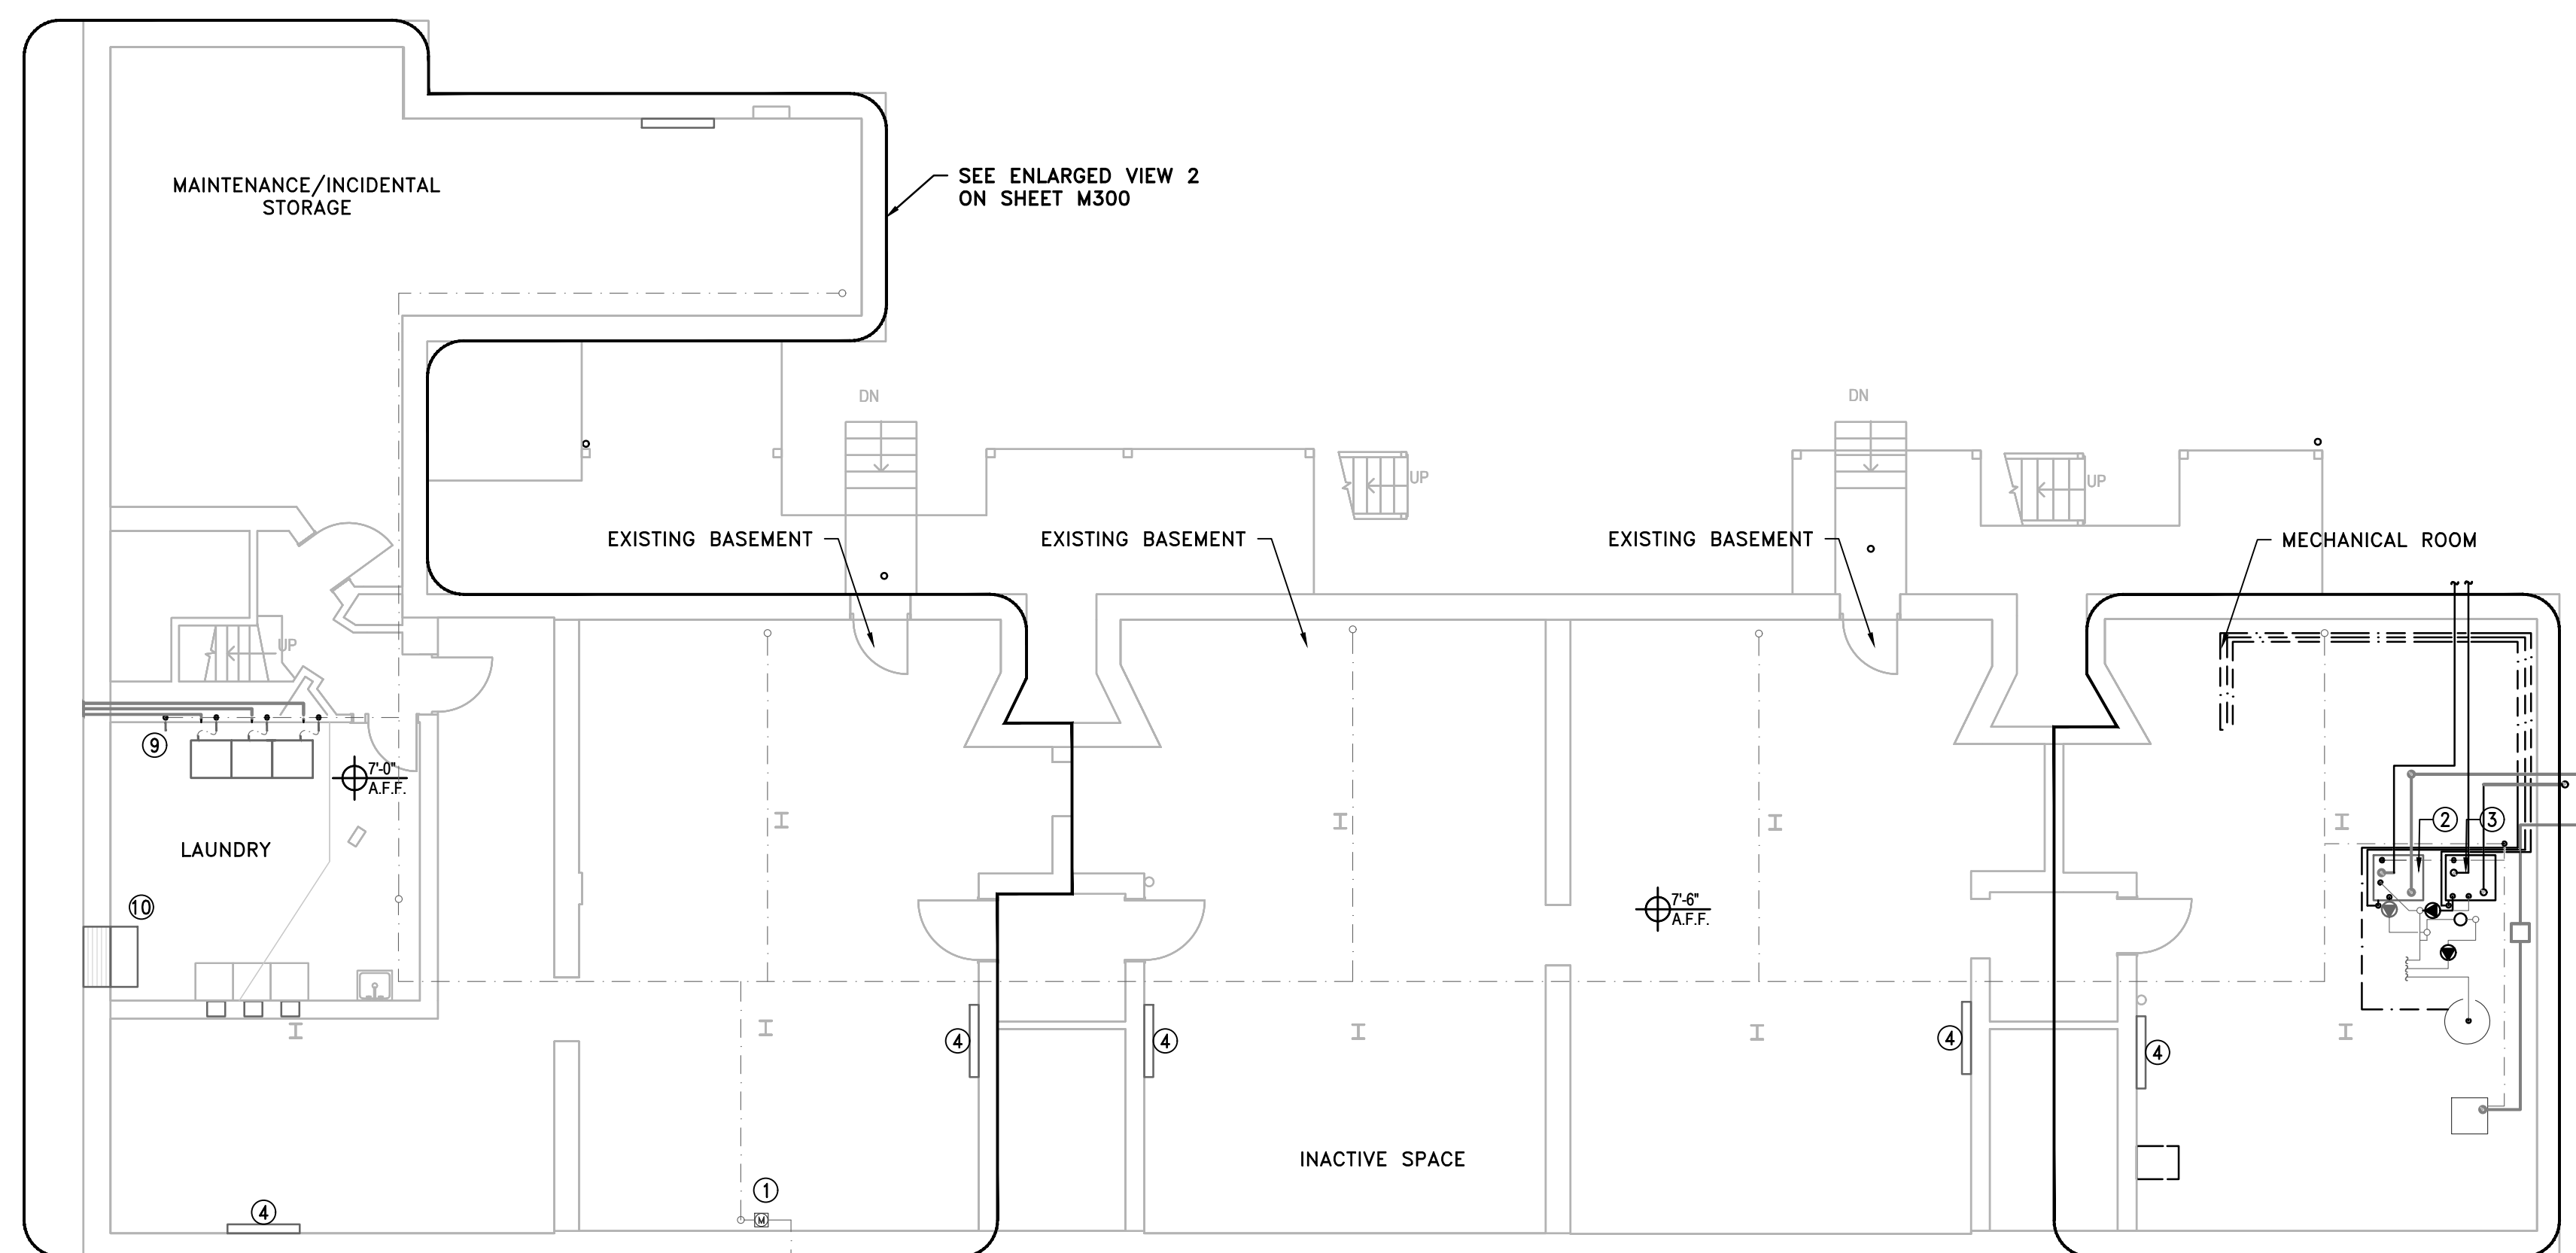 MAINTENANCE/INCIDENTAL
STORAGE
SEE ENLARGED VIEW 2
ON SHEET M300
DN
DN
UP
UP
EXISTING BASEMENT
EXISTING BASEMENT
EXISTING BASEMENT
MECHANICAL ROOM
UP
9
7'-0"
A.F.F.
LAUNDRY
2
3
10
7'-6"
A.F.F.
4
4
4
4
INACTIVE SPACE
1
M
4